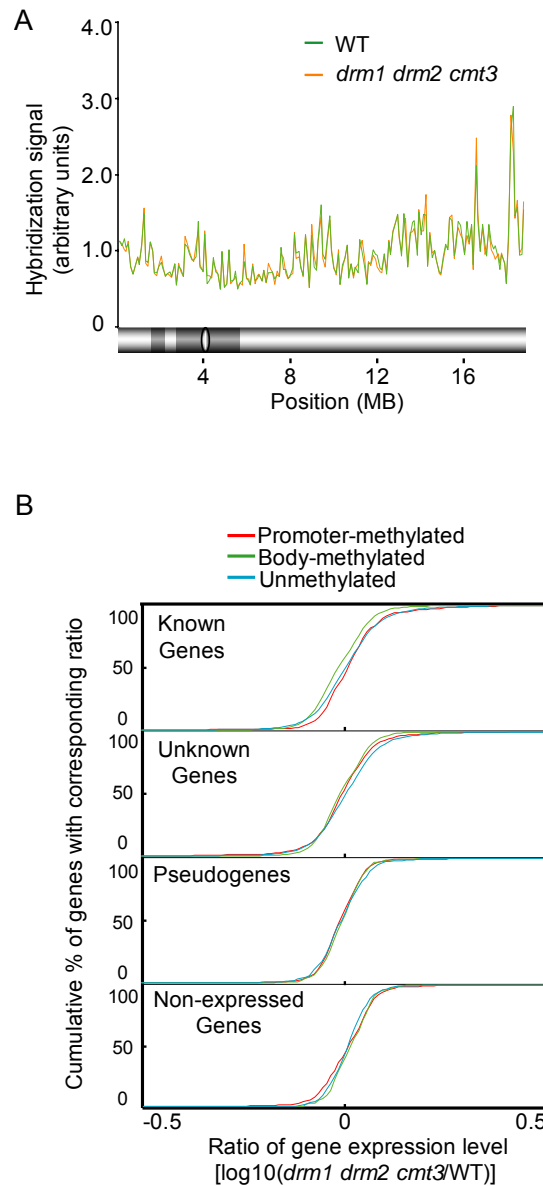 A
4.0
3.0
2.0
1.0
0
Hybridization signal
(arbitrary units)
WT
drm1 drm2 cmt3
4
8
12
16
Position (MB)
B
Promoter-methylated
Body-methylated
Unmethylated
Cumulative % of genes with corresponding ratio
100
50
0
Known
Genes
100
50
0
Unknown
Genes
100
50
0
Pseudogenes
100
50
0
Non-expressed
Genes
-0.5
0
0.5
Ratio of gene expression level
[log10(drm1 drm2 cmt3/WT)]